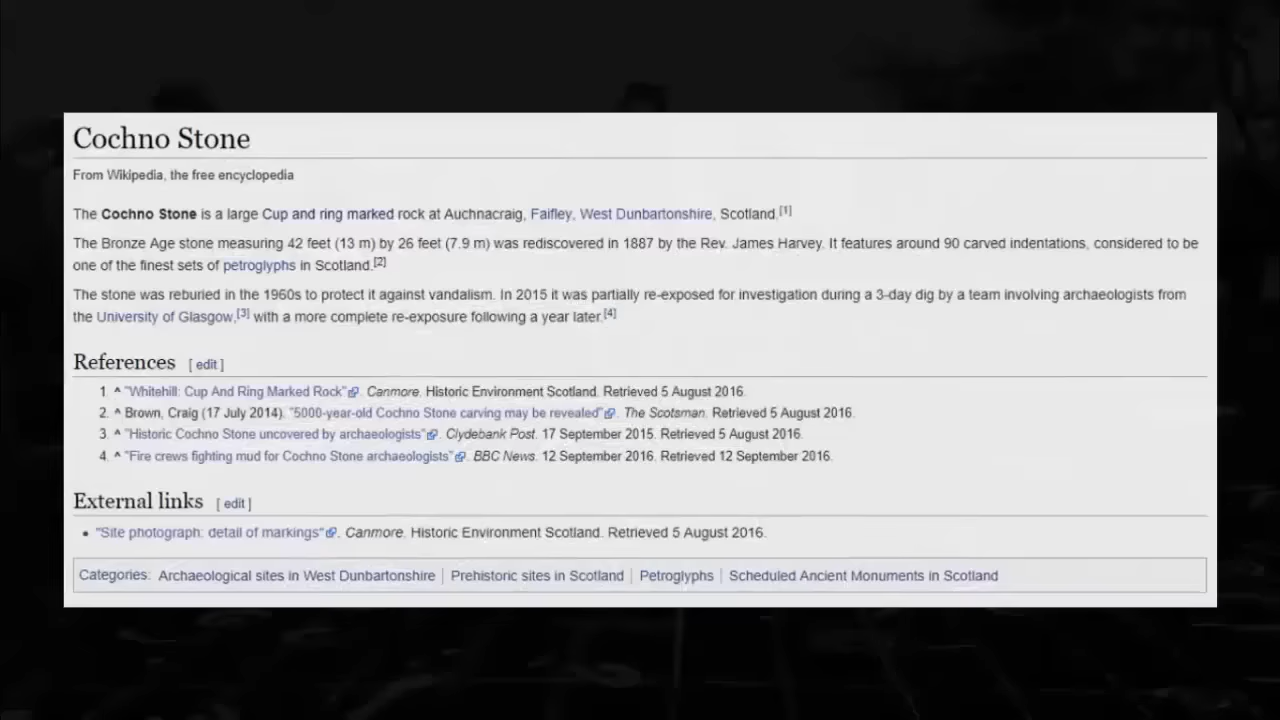 Cochno Stone
From Wikipedia, the free encyclopedia
The Cochno Stone is a large Cup and ring marked rock at Auchnacraig, Faifley, West Dunbartonshire, Scotland.[1]
The Bronze Age stone measuring 42 feet (13 m) by 26 feet (7.9 m) was rediscovered in 1887 by the Rev. James Harvey. It features around 90 carved indentations, considered to be
one of the finest sets of petroglyphs in Scotland.[2]
The stone was reburied in the 1960s to protect it against vandalism. In 2015 it was partially re-exposed for investigation during a 3-day dig by a team involving archaeologists from
the University of Glasgow,[3] with a more complete re-exposure following a year later.[4]
References [ edit ]
1. ^ "Whitehill: Cup And Ring Marked Rock". Canmore. Historic Environment Scotland. Retrieved 5 August 2016.
2. ^ Brown, Craig (17 July 2014). "5000-year-old Cochno Stone carving may be revealed". The Scotsman. Retrieved 5 August 2016.
3. ^ "Historic Cochno Stone uncovered by archaeologists". Clydebank Post. 17 September 2015. Retrieved 5 August 2016.
4. ^ "Fire crews fighting mud for Cochno Stone archaeologists". BBC News. 12 September 2016. Retrieved 12 September 2016.
External links [ edit ]
• "Site photograph: detail of markings". Canmore. Historic Environment Scotland. Retrieved 5 August 2016.
Categories: Archaeological sites in West Dunbartonshire | Prehistoric sites in Scotland | Petroglyphs | Scheduled Ancient Monuments in Scotland